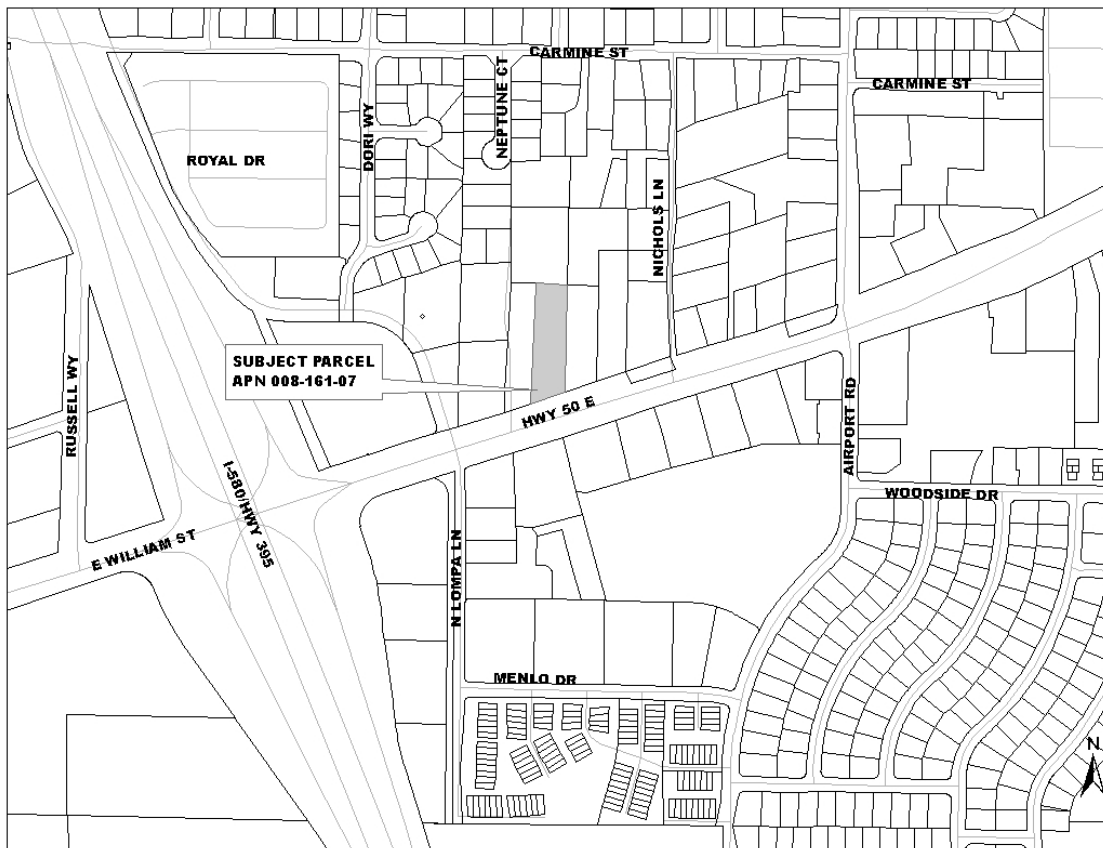 CARMINE ST
CARMINE ST
NEPTUNE CT
DORI WY
ROYAL DR
NICHOLS LN
SUBJECT PARCEL
APN 008-161-07
RUSSELL WY
HWY 50 E
AIRPORT RD
I-580/HWY 395
WOODSIDE DR
E WILLIAM ST
N LOMPA LN
MENLO DR
N